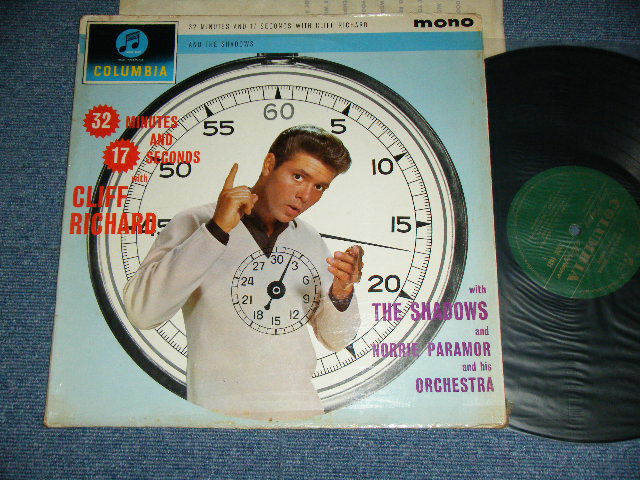 32 MINUTES AND 17 SECONDS WITH CLIFF RICHARD
AND THE SHADOWS
mono
COLUMBIA
32 MINUTES
AND
17 SECONDS
with
CLIFF
RICHARD
60
5
10
15
20
50
55
30
3
6
9
12
15
18
21
24
27
with
THE SHADOWS
and
NORRIE PARAMOR
and his
ORCHESTRA
COLUMBIA